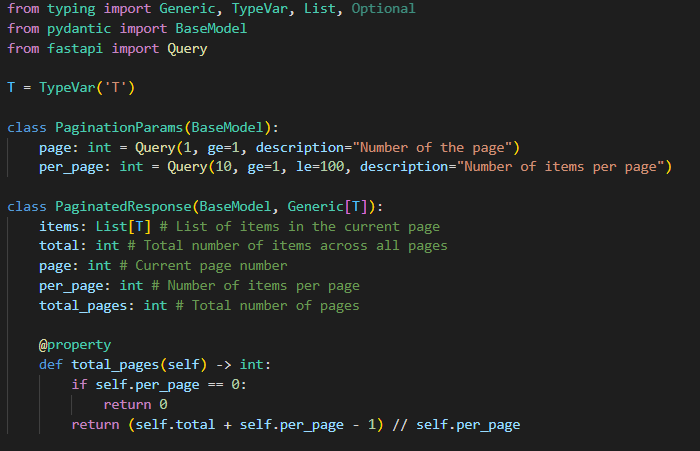 from typing import Generic, TypeVar, List, Optional
from pydantic import BaseModel
from fastapi import Query

T = TypeVar('T')

class PaginationParams(BaseModel):
    page: int = Query(1, ge=1, description="Number of the page")
    per_page: int = Query(10, ge=1, le=100, description="Number of items per page")

class PaginatedResponse(BaseModel, Generic[T]):
    items: List[T] # List of items in the current page
    total: int # Total number of items across all pages
    page: int # Current page number
    per_page: int # Number of items per page
    total_pages: int # Total number of pages

    @property
    def total_pages(self) -> int:
        if self.per_page == 0:
            return 0
        return (self.total + self.per_page - 1) // self.per_page